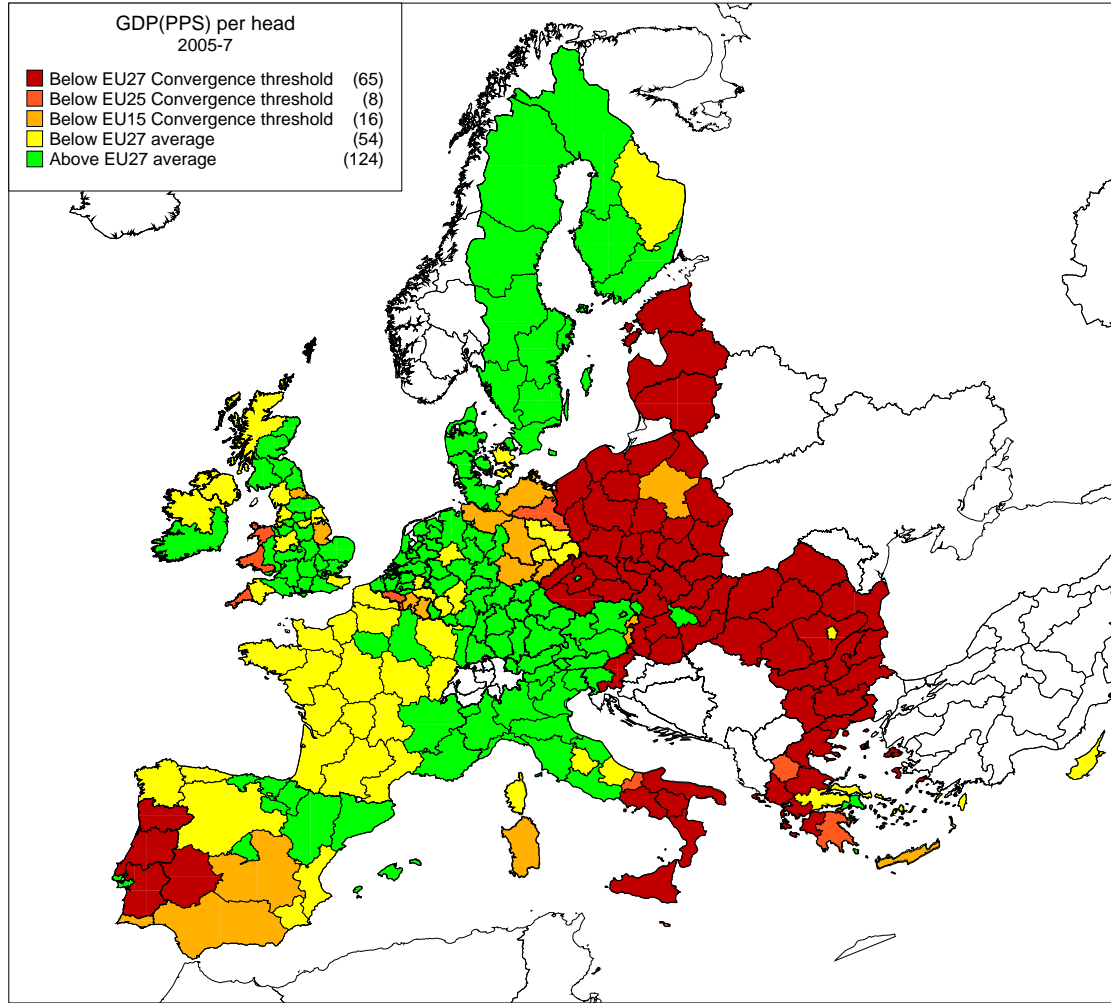 GDP(PPS) per head
2005-7
Below EU27 Convergence threshold (65)
Below EU25 Convergence threshold (8)
Below EU15 Convergence threshold (16)
Below EU27 average (54)
Above EU27 average (124)